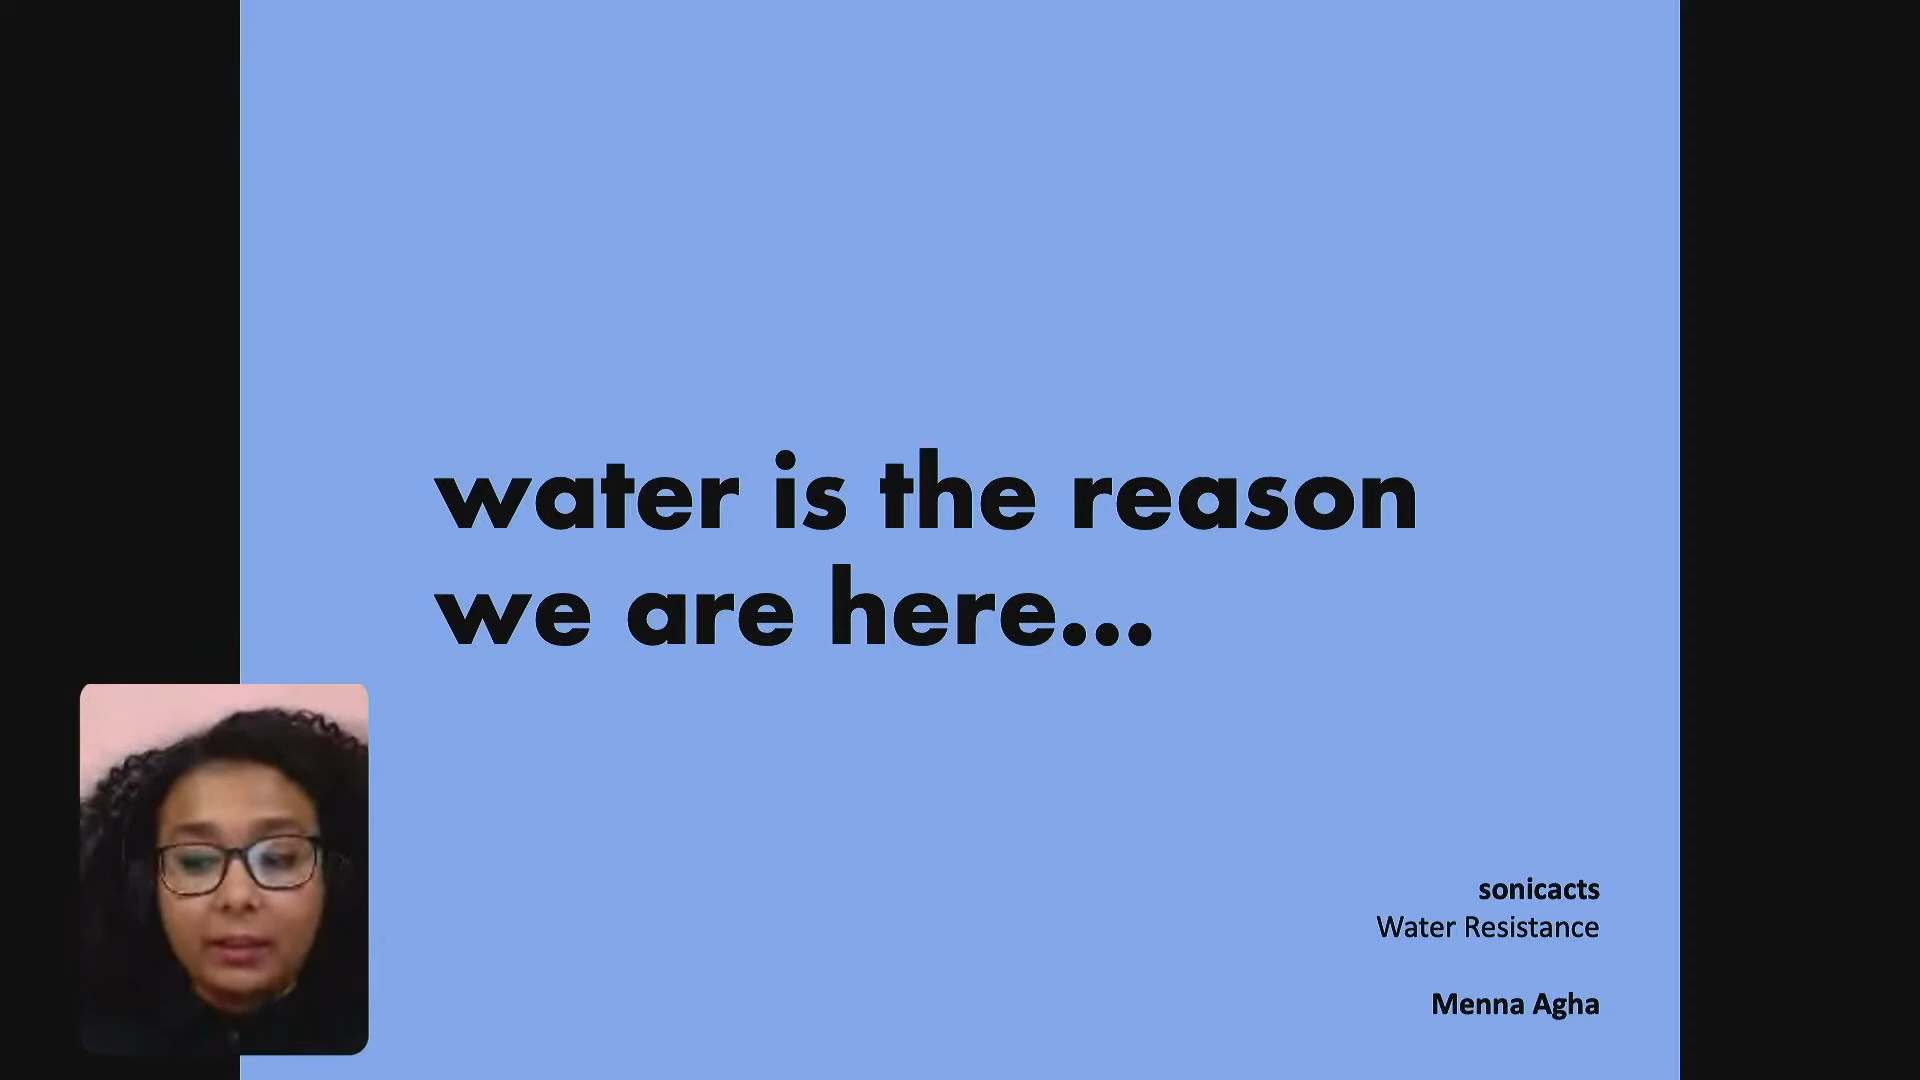 water is the reason
we are here...
sonicacts
Water Resistance
Menna Agha